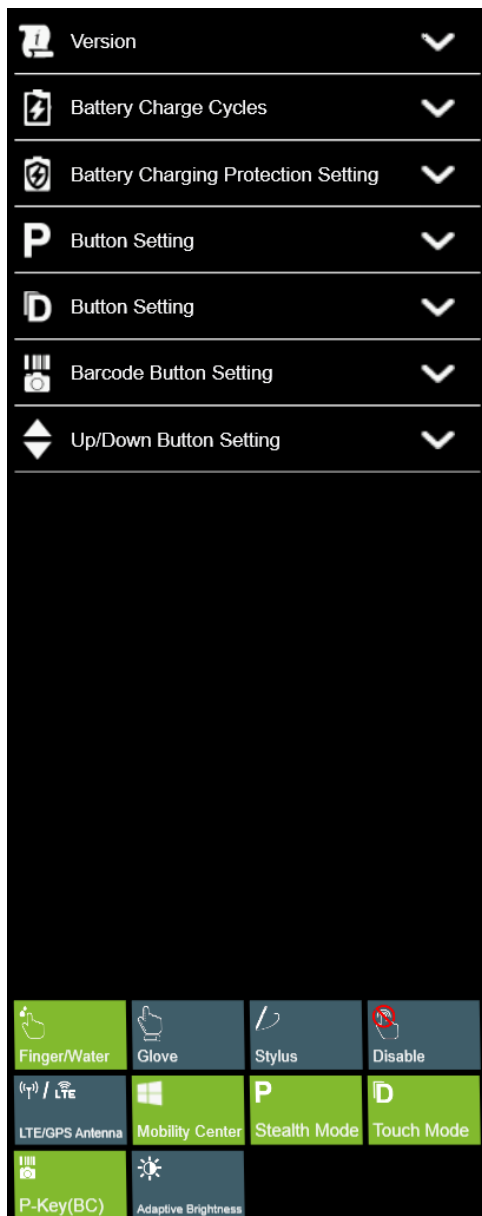 Version
Battery Charge Cycles
Battery Charging Protection Setting
P Button Setting
D Button Setting
Barcode Button Setting
Up/Down Button Setting
Finger/Water Glove Stylus Disable
/ LTE P D
LTE/GPS Antenna Mobility Center Stealth Mode Touch Mode
P-Key(BC) Adaptive Brightness